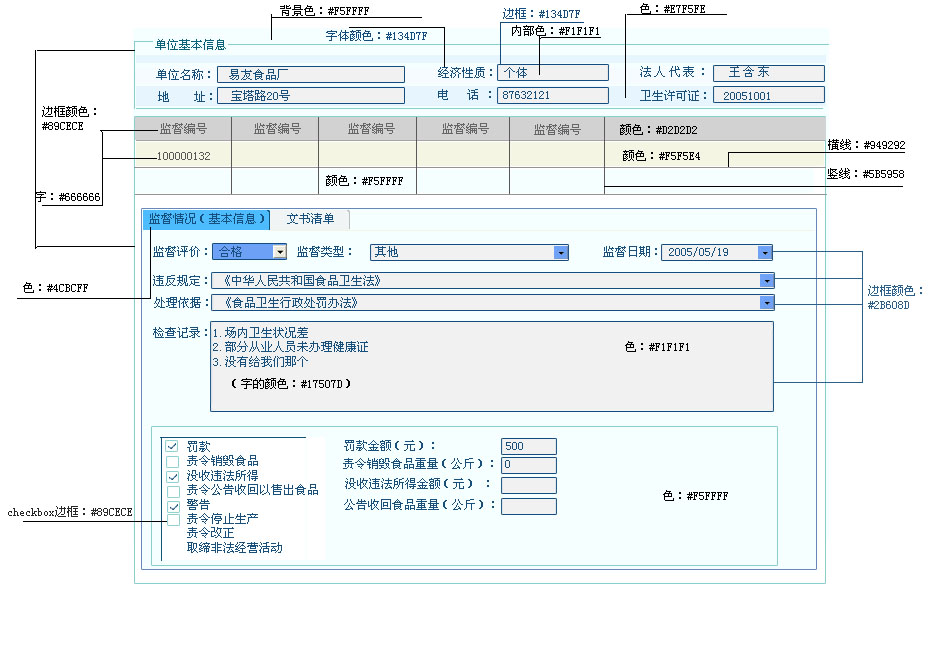 背景色：#F5FFFF
边框：#134D7F
色：#E7F5FE
字体颜色：#134D7F
内部色：#F1F1F1
单位基本信息
单位名称： 易友食品厂 经济性质： 个体 法人代表： 王含东
地 址： 宝塔路20号 电 话： 87632121 卫生许可证： 20051001
边框颜色：
#89CECE
监督编号 监督编号 监督编号 监督编号 监督编号 颜色：#D2D2D2
横线：#949292
100000132 颜色：#F5F5E4
竖线：#5B5958
颜色：#F5FFFF
字：#666666
监督情况（基本信息） 文书清单
监督评价： 合格 监督类型： 其他 监督日期： 2005/05/19
违反规定： 《中华人民共和国食品卫生法》
色：#4CBCFF
边框颜色：
#2B608D
处理依据： 《食品卫生行政处罚办法》
检查记录： 1. 场内卫生状况差
2. 部分从业人员未办理健康证
色：#F1F1F1
3. 没有给我们那个
（字的颜色：#17507D）
罚款 罚款金额（元）： 500
责令销毁食品 责令销毁食品重量（公斤）： 0
没收违法所得 没收违法所得金额（元）：
责令公告收回以售出食品
色：#F5FFFF
警告 公告收回食品重量（公斤）：
checkbox边框：#89CECE
责令停止生产
责令改正
取缔非法经营活动